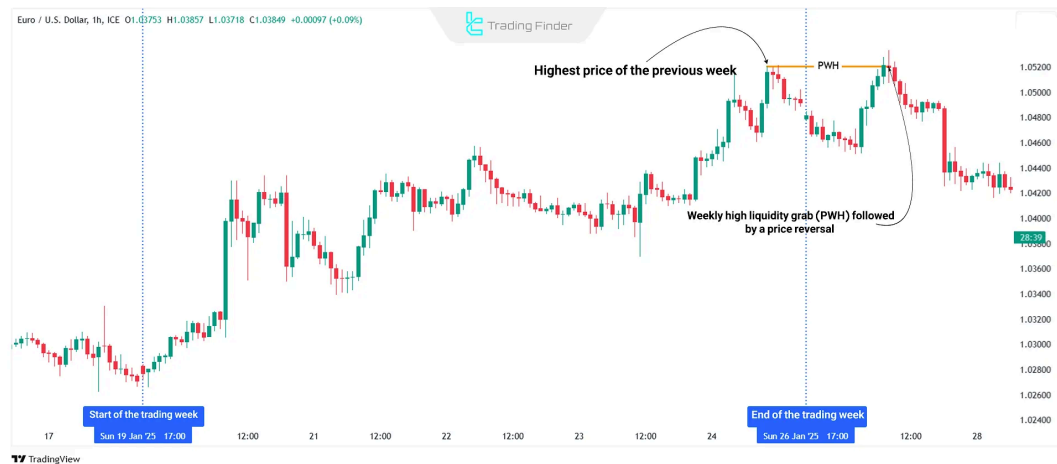 Euro / U.S. Dollar, 1h, ICE O1.03753 H1.03857 L1.03718 C1.03849 +0.00097 (+0.09%)
Trading Finder
Highest price of the previous week
PWH
1.05200
1.05000
1.04800
1.04600
1.04400
1.04200
1.04000
28:39
1.03800
1.03600
1.03400
1.03200
1.03000
1.02800
1.02600
1.02400
Weekly high liquidity grab (PWH) followed
by a price reversal
Start of the trading week
End of the trading week
17 Sun 19 Jan '25 17:00 12:00 21 12:00 22 12:00 23 12:00 24 Sun 26 Jan '25 17:00 12:00 28
TradingView